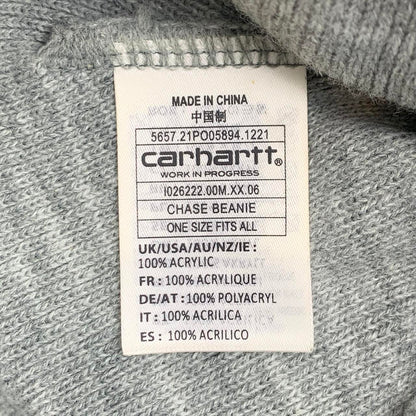 MADE IN CHINA
中国制
5657.21PO05894.1221
carhartt®
WORK IN PROGRESS
I026222.00M.XX.06
CHASE BEANIE
ONE SIZE FITS ALL
UK/USA/AU/NZ/IE :
100% ACRYLIC
FR : 100% ACRYLIQUE
DE/AT : 100% POLYACRYL
IT : 100% ACRILICA
ES : 100% ACRILICO